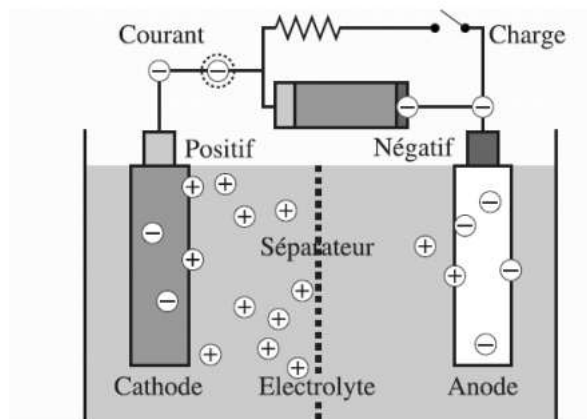 Courant
Charge
Positif
Négatif
Séparateur
Cathode
Electrolyte
Anode